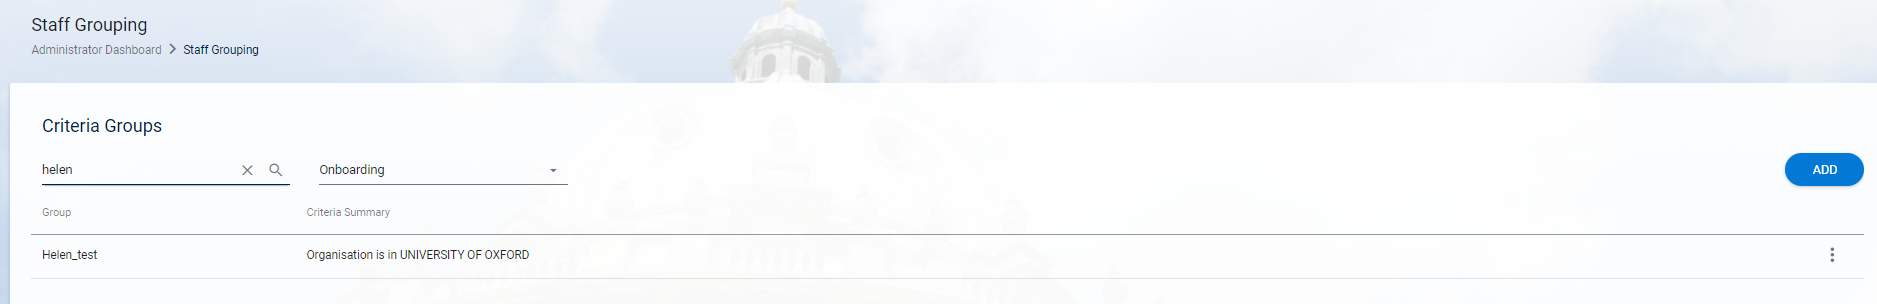 Staff Grouping
Administrator Dashboard > Staff Grouping
Criteria Groups
helen Onboarding ADD
Group Criteria Summary
Helen_test Organisation is in UNIVERSITY OF OXFORD